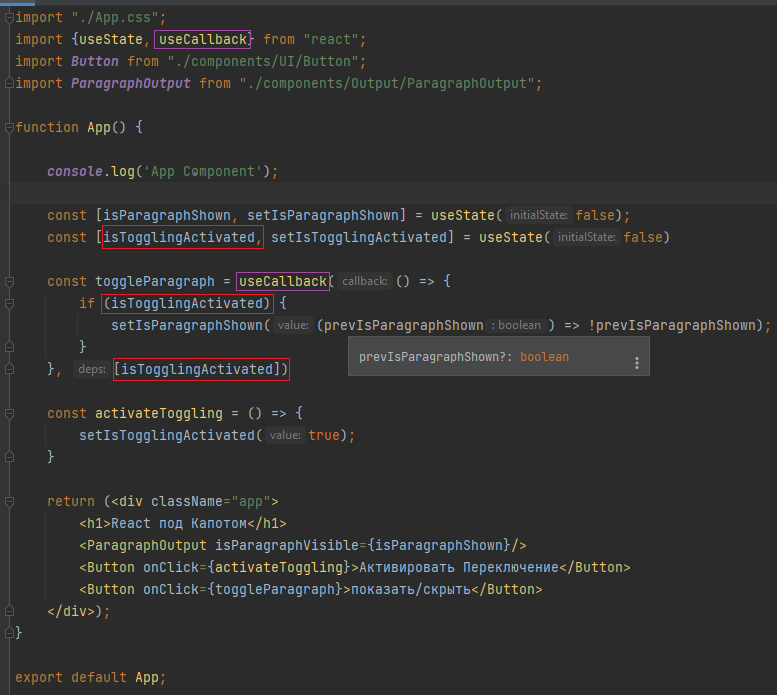 import "./App.css";
import {useState, useCallback} from "react";
import Button from "./components/UI/Button";
import ParagraphOutput from "./components/Output/ParagraphOutput";
function App() {
console.log('App Component');
const [isParagraphShown, setIsParagraphShown] = useState( initialState: false);
const [isTogglingActivated, setIsTogglingActivated] = useState( initialState: false)
const toggleParagraph = useCallback( callback: () => {
if (isTogglingActivated) {
setIsParagraphShown( value: (prevIsParagraphShown : boolean ) => !prevIsParagraphShown);
}
prevIsParagraphShown?: boolean
}, deps: [isTogglingActivated])
const activateToggling = () => {
setIsTogglingActivated( value: true);
}
return (<div className="app">
<h1>React под Капотом</h1>
<ParagraphOutput isParagraphVisible={isParagraphShown}/>
<Button onClick={activateToggling}>Активировать Переключение</Button>
<Button onClick={toggleParagraph}>показать/скрыть</Button>
</div>);
}
export default App;